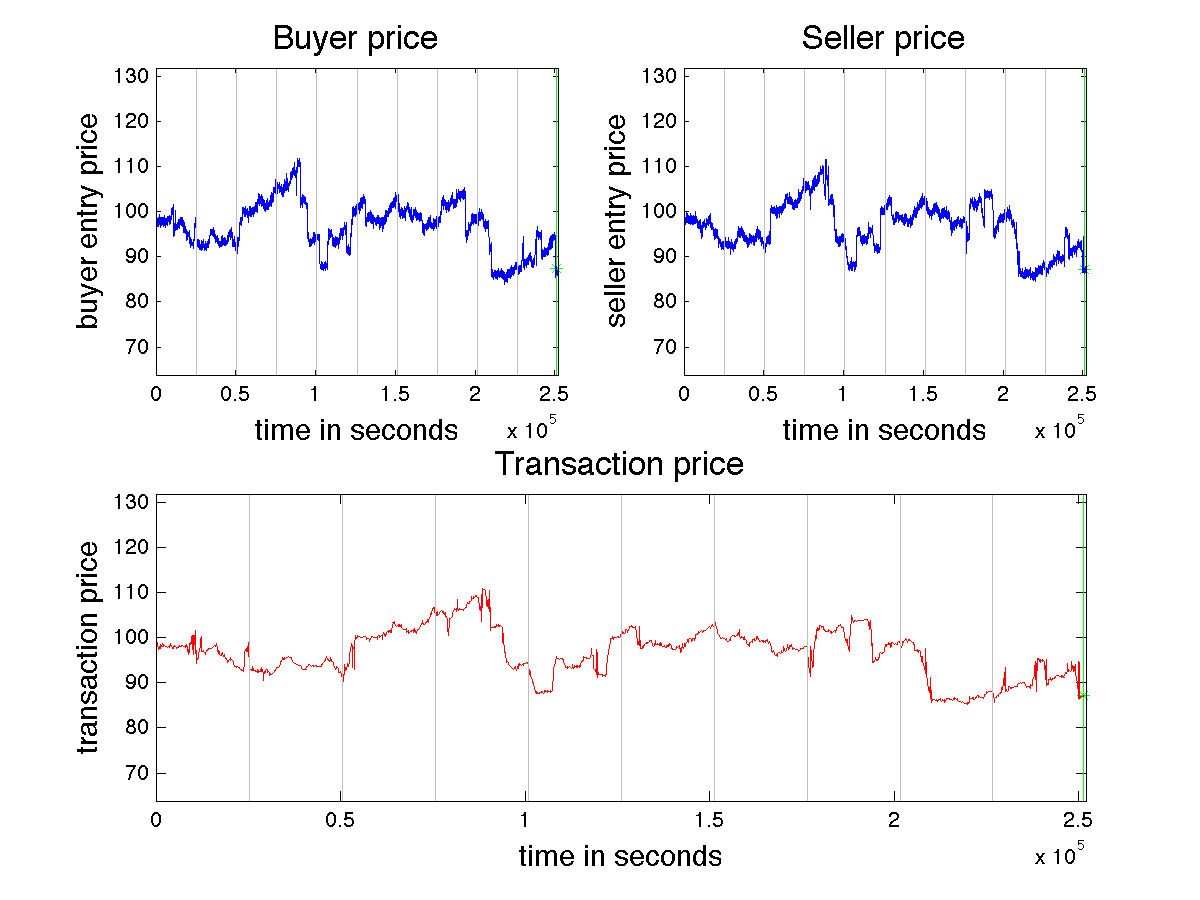 Buyer price
Seller price
130
120
110
100
90
80
70
buyer entry price
0 0.5 1 1.5 2 2.5
x 10^5
time in seconds
130
120
110
100
90
80
70
seller entry price
0 0.5 1 1.5 2 2.5
x 10^5
time in seconds
Transaction price
130
120
110
100
90
80
70
transaction price
0 0.5 1 1.5 2 2.5
x 10^5
time in seconds